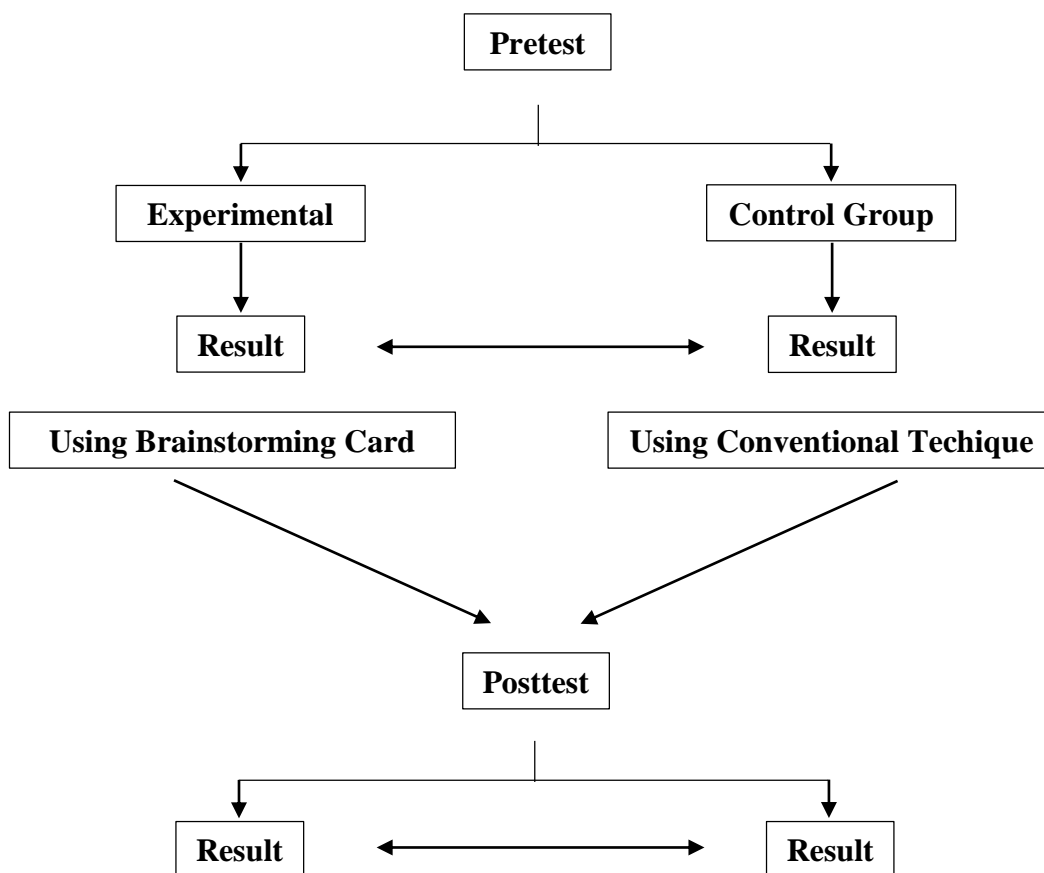 Pretest
Experimental
Control Group
Result
Result
Using Brainstorming Card
Using Conventional Techique
Posttest
Result
Result